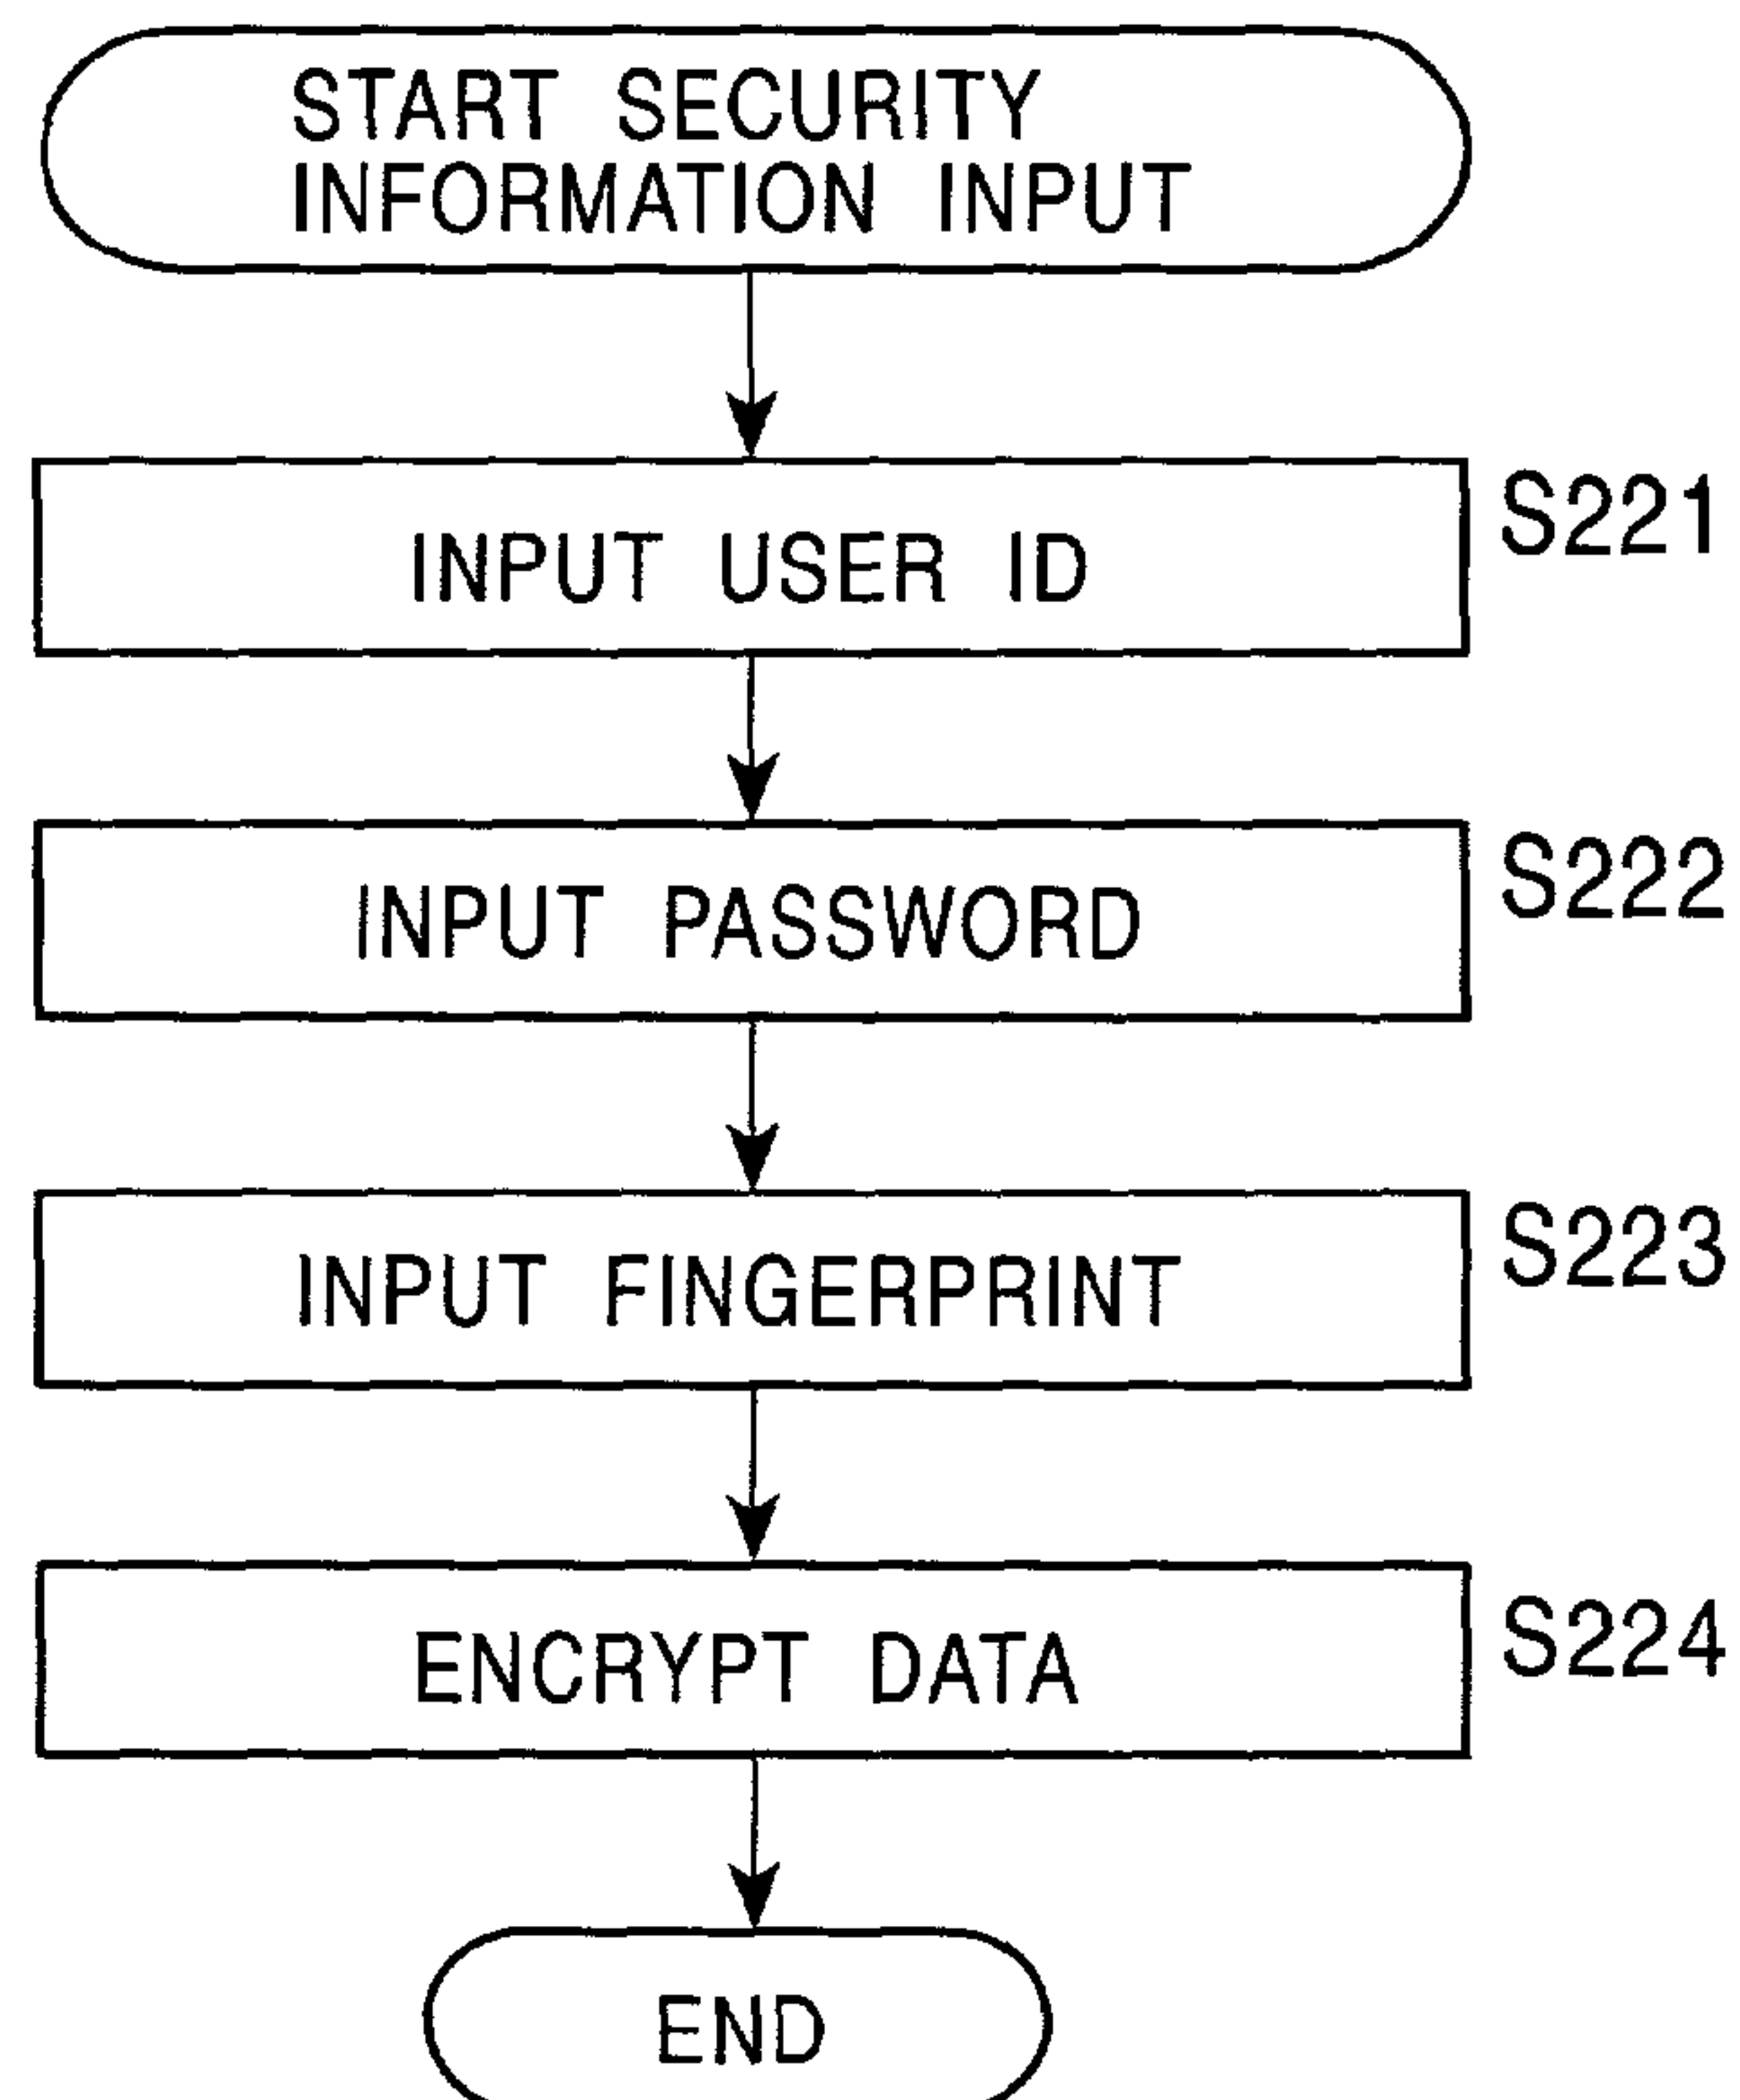 START SECURITY
INFORMATION INPUT
INPUT USER ID
S221
INPUT PASSWORD
S222
INPUT FINGERPRINT
S223
ENCRYPT DATA
S224
END